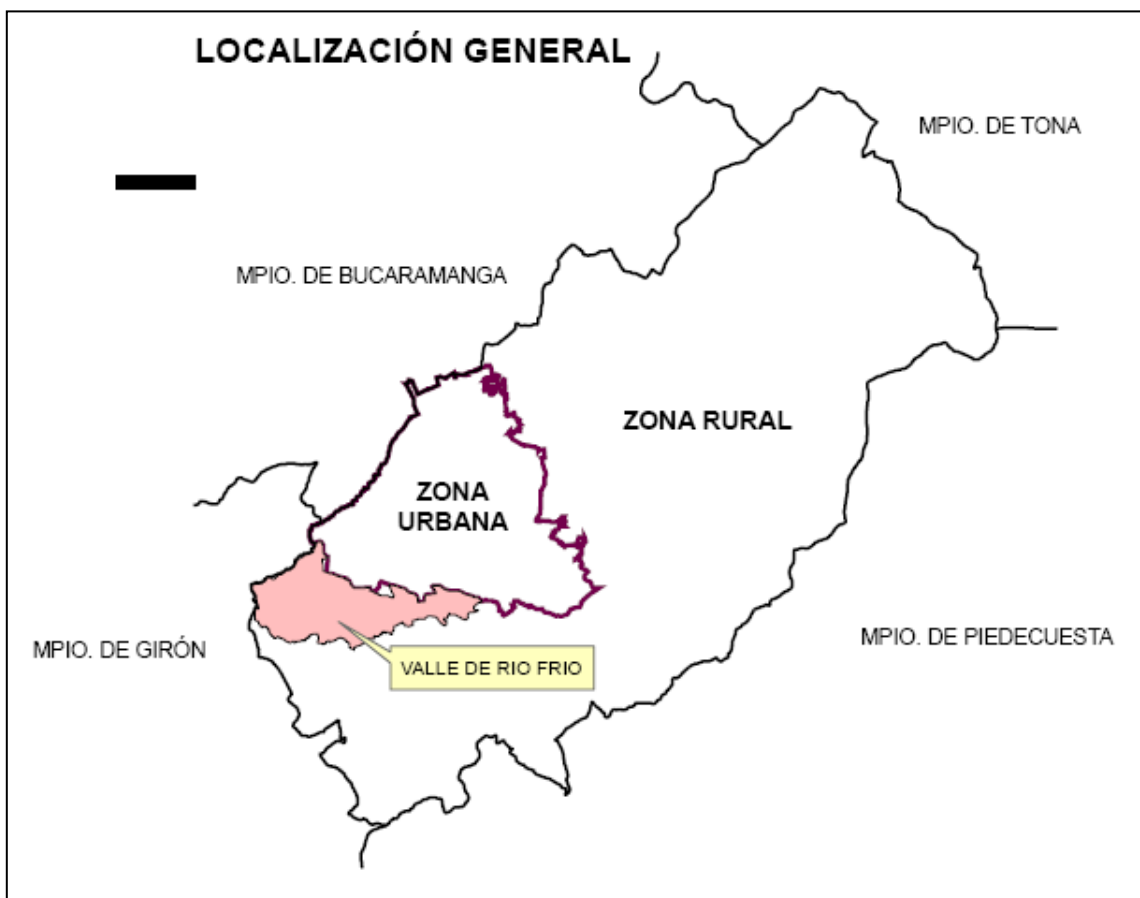 LOCALIZACIÓN GENERAL
MPIO. DE TONA
MPIO. DE BUCARAMANGA
ZONA RURAL
ZONA
URBANA
MPIO. DE GIRÓN
MPIO. DE PIEDECUESTA
VALLE DE RIO FRIO